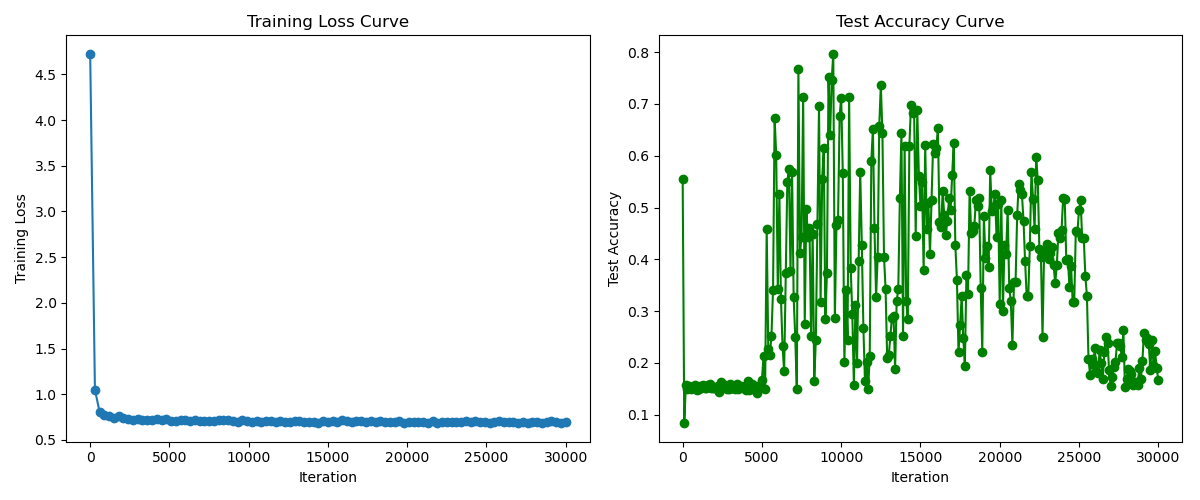 Training Loss Curve
Training Loss
4.5
4.0
3.5
3.0
2.5
2.0
1.5
1.0
0.5
0 5000 10000 15000 20000 25000 30000
Iteration
Test Accuracy Curve
Test Accuracy
0.8
0.7
0.6
0.5
0.4
0.3
0.2
0.1
0 5000 10000 15000 20000 25000 30000
Iteration